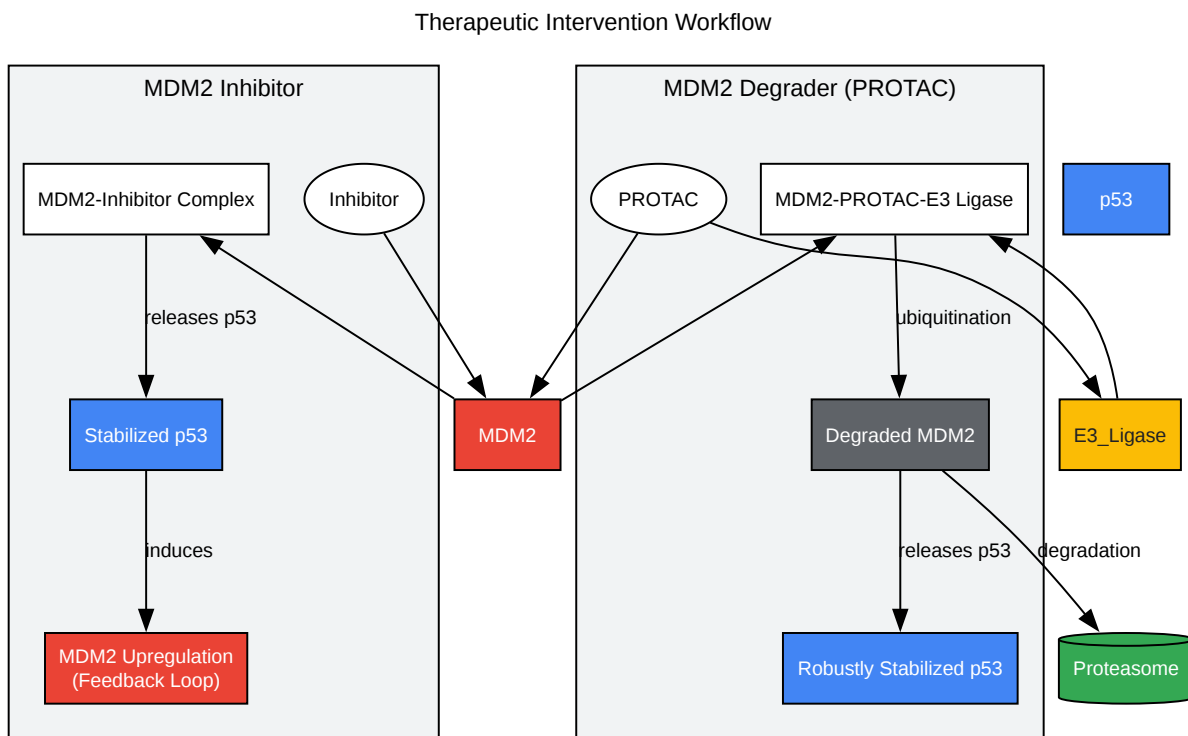 Therapeutic Intervention Workflow
MDM2 Inhibitor
MDM2 Degrader (PROTAC)
MDM2-Inhibitor Complex
Inhibitor
PROTAC
MDM2-PROTAC-E3 Ligase
p53
releases p53
ubiquitination
Stabilized p53
MDM2
Degraded MDM2
E3_Ligase
induces
releases p53
degradation
MDM2 Upregulation
(Feedback Loop)
Robustly Stabilized p53
Proteasome